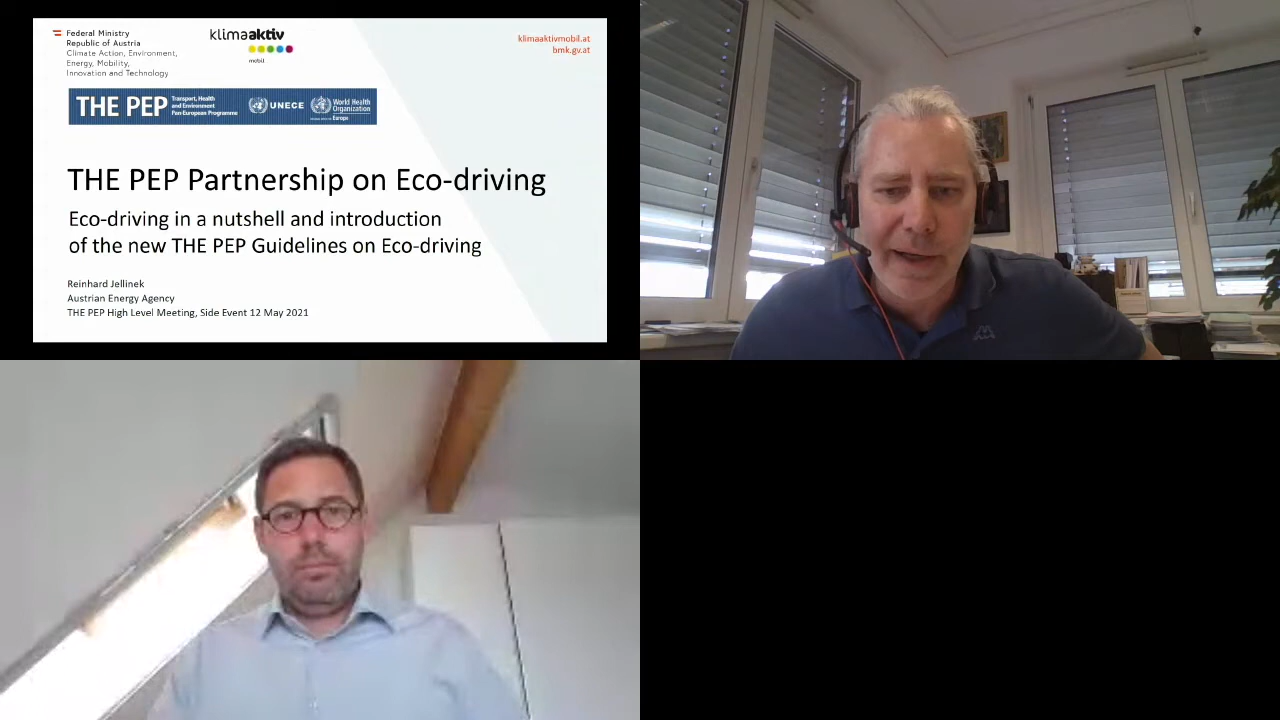 Federal Ministry
Republic of Austria
Climate Action, Environment,
Energy, Mobility,
Innovation and Technology
klimaaktiv
mobil
klimaaktivmobil.at
bmk.gv.at
THE PEP
Transport, Health
and Environment
Pan-European Programme
UNECE
World Health
Organization
Europe
THE PEP Partnership on Eco-driving
Eco-driving in a nutshell and introduction
of the new THE PEP Guidelines on Eco-driving
Reinhard Jellinek
Austrian Energy Agency
THE PEP High Level Meeting, Side Event 12 May 2021